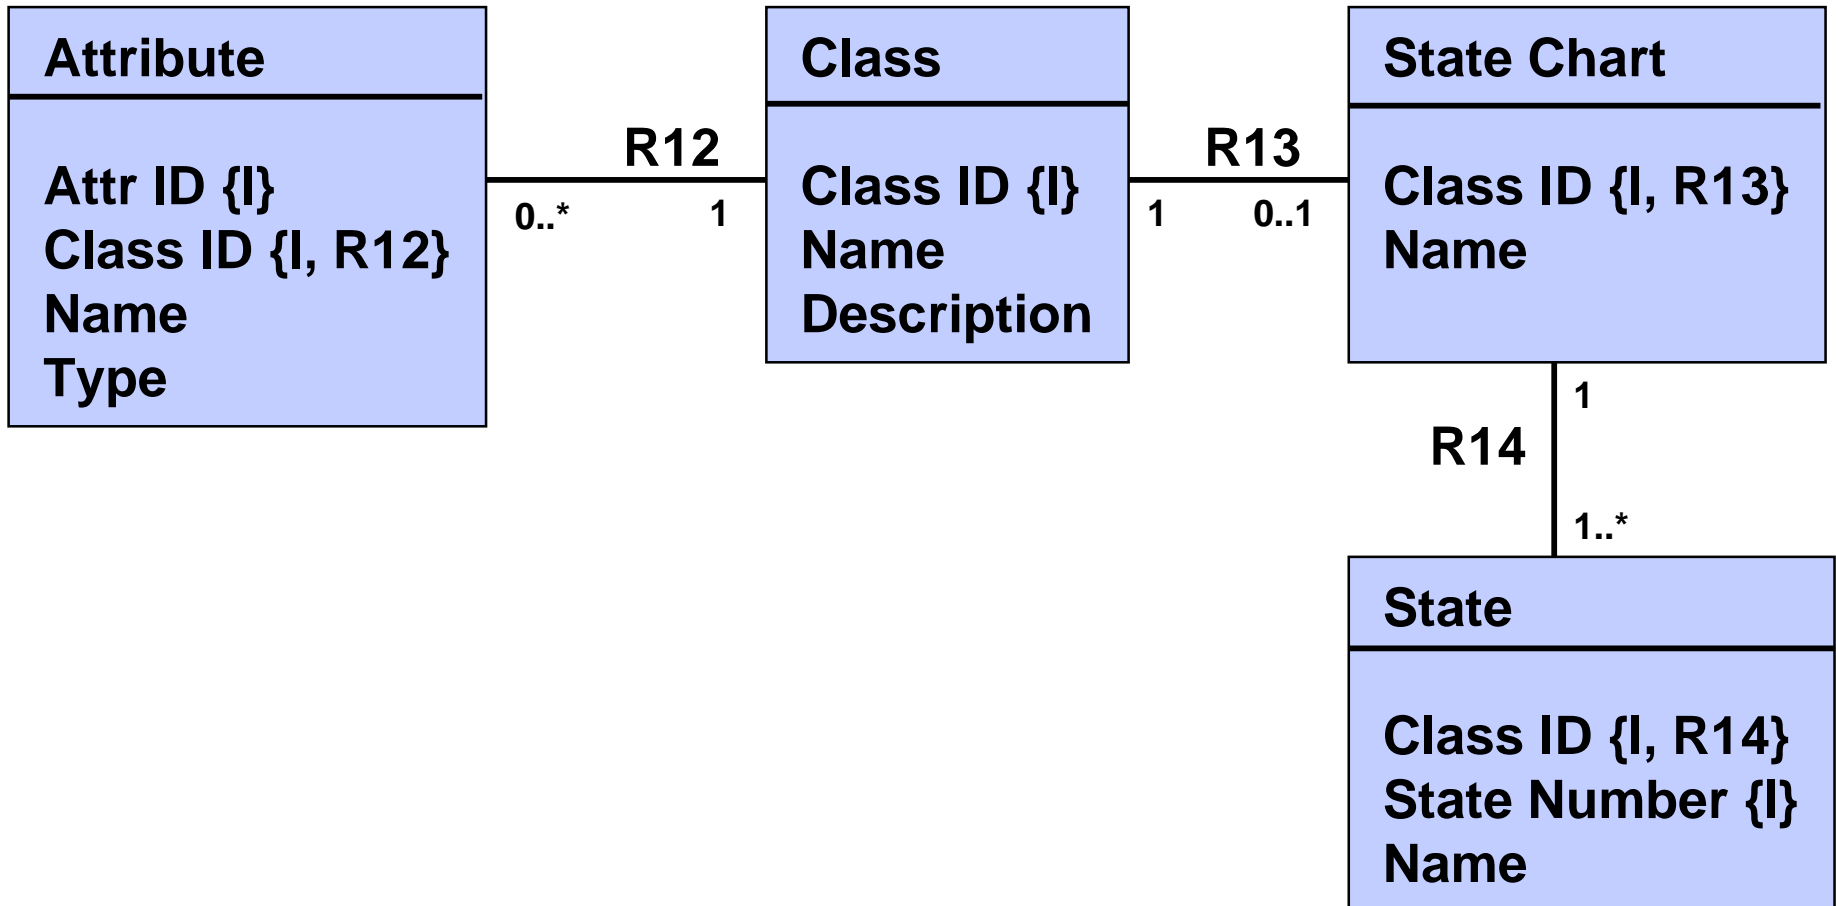 Attribute
Attr ID {I}
Class ID {I, R12}
Name
Type
R12
0..*
1
Class
Class ID {I}
Name
Description
R13
1
0..1
State Chart
Class ID {I, R13}
Name
1
R14
1..*
State
Class ID {I, R14}
State Number {I}
Name